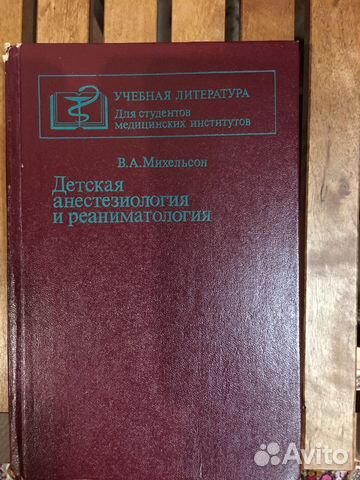 УЧЕБНАЯ ЛИТЕРАТУРА
Для студентов
медицинских институтов
В.А.Михельсон
Детская
анестезиология
и реаниматология
Avito